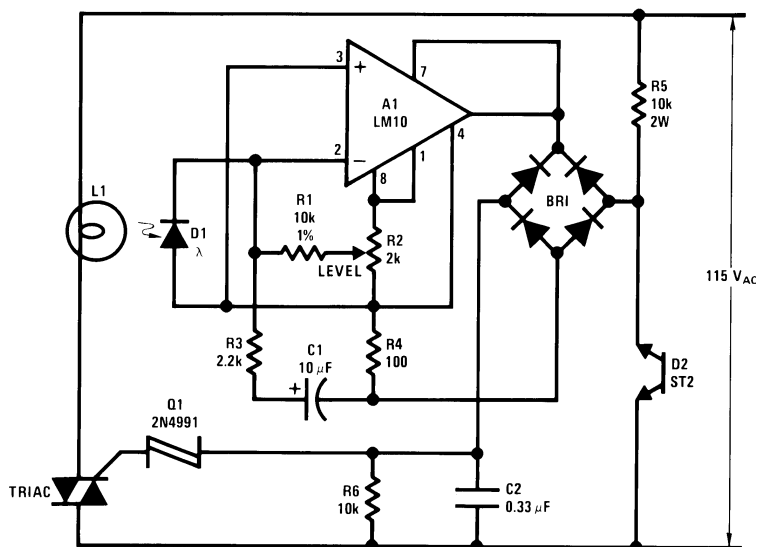 3
7
A1
LM10
4
2
1
8
R5
10k
2W
BRI
L1
D1
λ
R1
10k
1%
LEVEL
R2
2k
115 VAC
R3
2.2k
C1
10 μF
+
R4
100
D2
ST2
Q1
2N4991
TRIAC
R6
10k
C2
0.33 μF